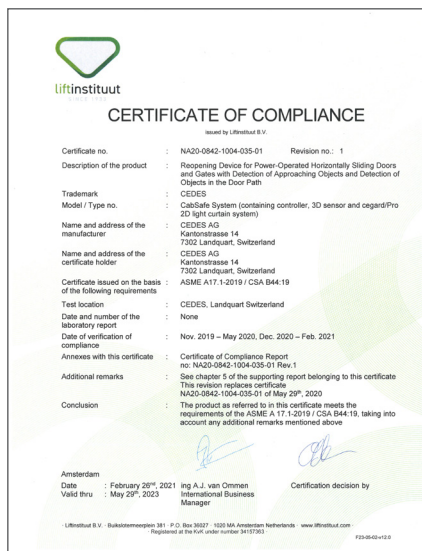 liftinstituut
SINCE 1933
CERTIFICATE OF COMPLIANCE
issued by Liftinstituut B.V.
Certificate no. : NA20-0842-1004-035-01 Revision no.: 1
Description of the product : Reopening Device for Power-Operated Horizontally Sliding Doors
and Gates with Detection of Approaching Objects and Detection of
Objects in the Door Path
Trademark : CEDES
Model / Type no. : CabSafe System (containing controller, 3D sensor and cegard/Pro
2D light curtain system)
Name and address of the : CEDES AG
manufacturer Kantonstrasse 14
7302 Landquart, Switzerland
Name and address of the : CEDES AG
certificate holder Kantonstrasse 14
7302 Landquart, Switzerland
Certificate issued on the basis : ASME A17.1-2019 / CSA B44:19
of the following requirements
Test location : CEDES, Landquart Switzerland
Date and number of the : None
laboratory report
Date of verification of : Nov. 2019 – May 2020, Dec. 2020 – Feb. 2021
compliance
Annexes with this certificate : Certificate of Compliance Report
no: NA20-0842-1004-035-01 Rev.1
Additional remarks : See chapter 5 of the supporting report belonging to this certificate
This revision replaces certificate
NA20-0842-1004-035-01 of May 29th, 2020
Conclusion : The product as referred to in this certificate meets the
requirements of the ASME A 17.1-2019 / CSA B44:19, taking into
account any additional remarks mentioned above
Amsterdam
Date : February 26nd, 2021 ing A.J. van Ommen Certification decision by
Valid thru : May 29th, 2023 International Business
Manager
· Liftinstituut B.V. · Buikslotermeerplein 381 · P.O. Box 36027 · 1020 MA Amsterdam Netherlands · www.liftinstituut.com ·
· Registered at the KvK under number 34157363
F23-05-02-v12.0